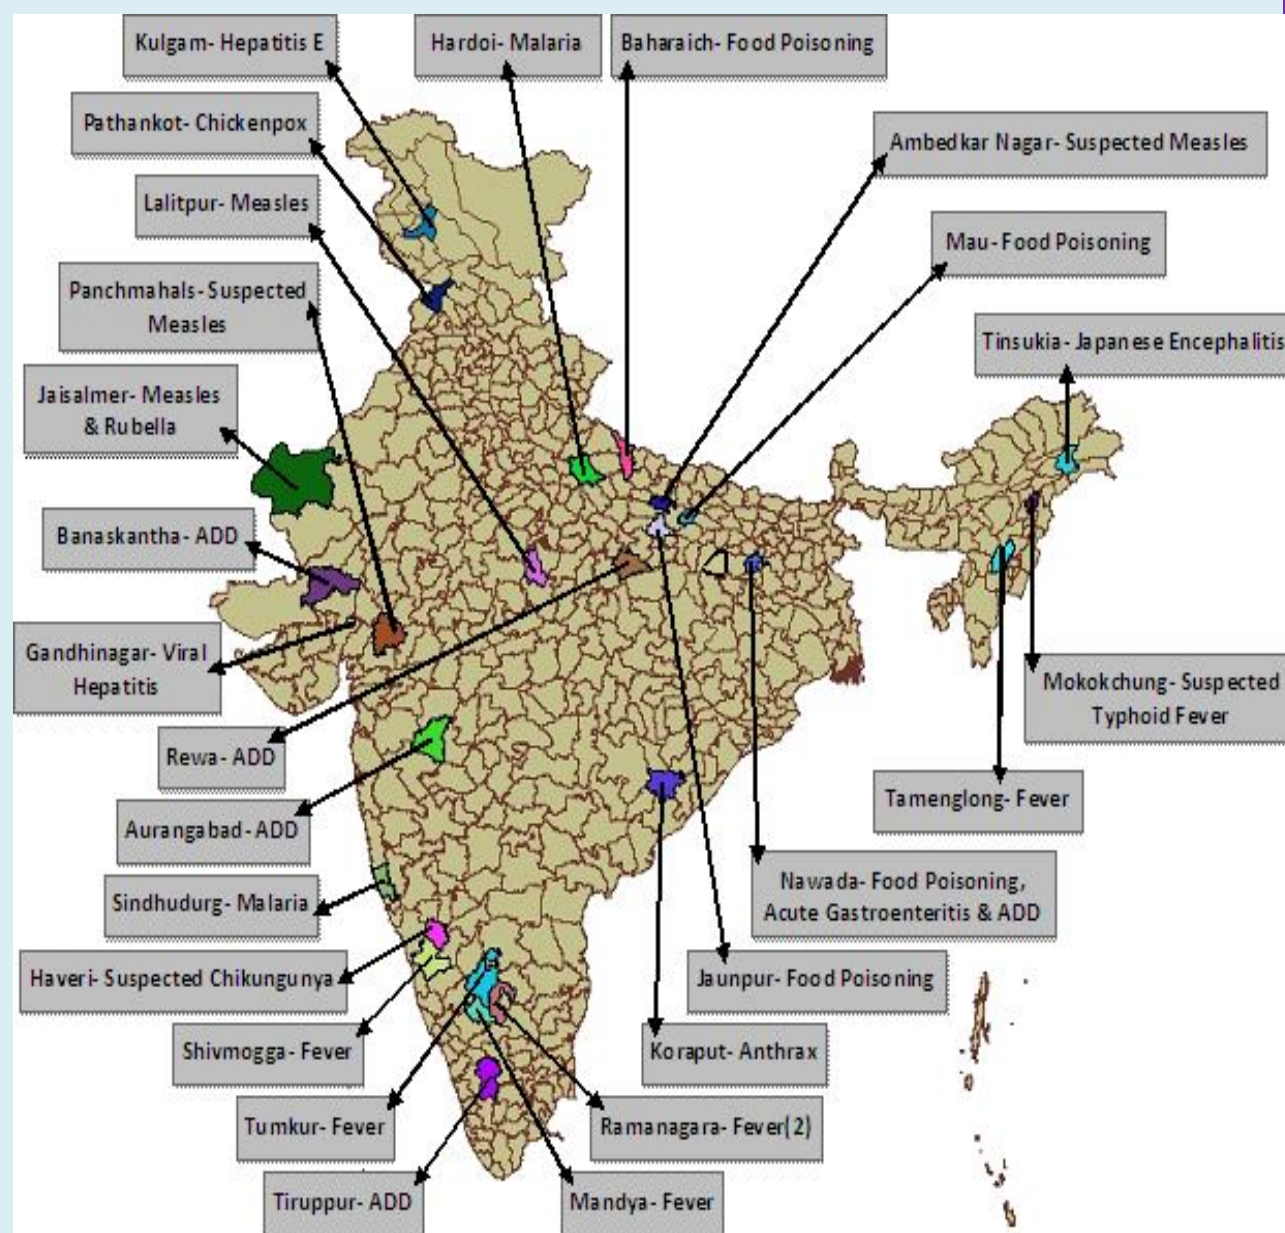 Kulgam- Hepatitis E
Hardoi- Malaria
Baharaich- Food Poisoning
Pathankot- Chickenpox
Ambedkar Nagar- Suspected Measles
Lalitpur- Measles
Mau- Food Poisoning
Panchmahals- Suspected
Measles
Tinsukia- Japanese Encephalitis
Jaisalmer- Measles
& Rubella
Banaskantha- ADD
Gandhinagar- Viral
Hepatitis
Mokokchung- Suspected
Typhoid Fever
Rewa- ADD
Tamenglong- Fever
Aurangabad- ADD
Nawada- Food Poisoning,
Acute Gastroenteritis & ADD
Sindhudurg- Malaria
Haveri- Suspected Chikungunya
Jaunpur- Food Poisoning
Shivmogga- Fever
Koraput- Anthrax
Tumkur- Fever
Ramanagara- Fever(2)
Tiruppur- ADD
Mandya- Fever